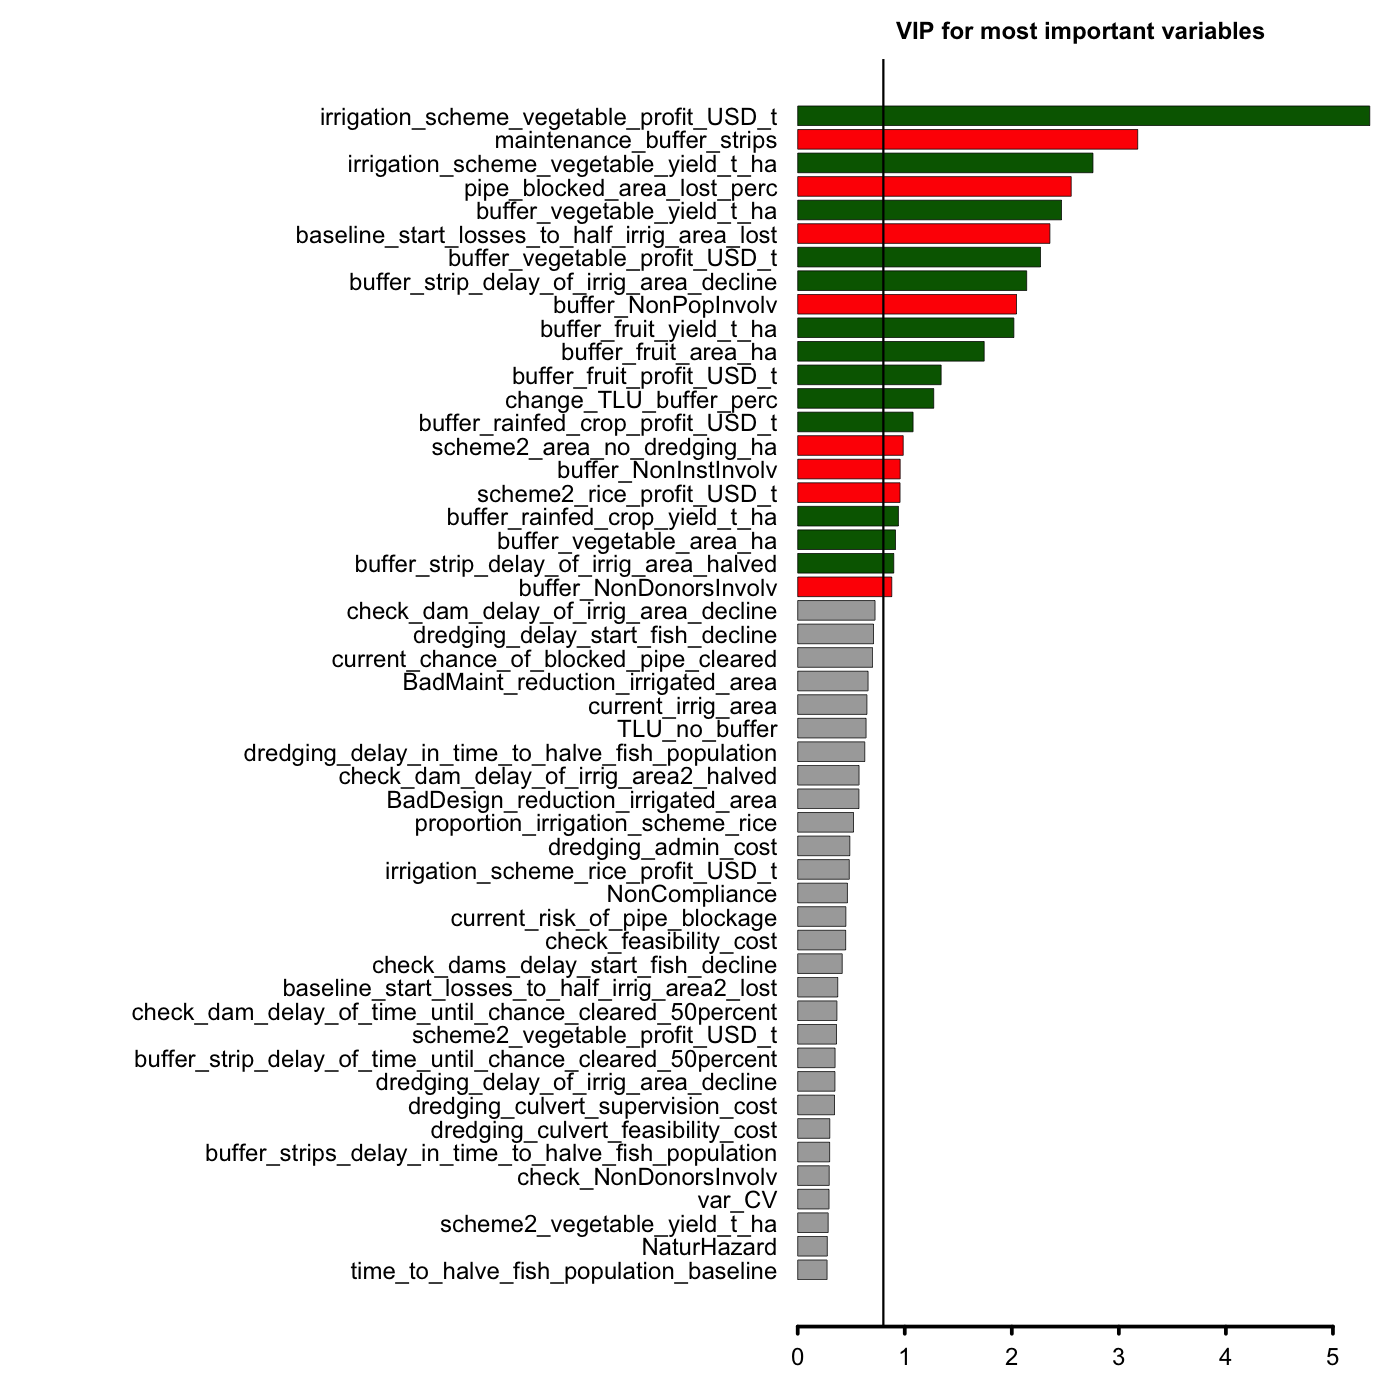 VIP for most important variables
irrigation_scheme_vegetable_profit_USD_t
maintenance_buffer_strips
irrigation_scheme_vegetable_yield_t_ha
pipe_blocked_area_lost_perc
buffer_vegetable_yield_t_ha
baseline_start_losses_to_half_irrig_area_lost
buffer_vegetable_profit_USD_t
buffer_strip_delay_of_irrig_area_decline
buffer_NonPopInvolv
buffer_fruit_yield_t_ha
buffer_fruit_area_ha
buffer_fruit_profit_USD_t
change_TLU_buffer_perc
buffer_rainfed_crop_profit_USD_t
scheme2_area_no_dredging_ha
buffer_NonInstInvolv
scheme2_rice_profit_USD_t
buffer_rainfed_crop_yield_t_ha
buffer_vegetable_area_ha
buffer_strip_delay_of_irrig_area_halved
buffer_NonDonorsInvolv
check_dam_delay_of_irrig_area_decline
dredging_delay_start_fish_decline
current_chance_of_blocked_pipe_cleared
BadMaint_reduction_irrigated_area
current_irrig_area
TLU_no_buffer
dredging_delay_in_time_to_halve_fish_population
check_dam_delay_of_irrig_area2_halved
BadDesign_reduction_irrigated_area
proportion_irrigation_scheme_rice
dredging_admin_cost
irrigation_scheme_rice_profit_USD_t
NonCompliance
current_risk_of_pipe_blockage
check_feasibility_cost
check_dams_delay_start_fish_decline
baseline_start_losses_to_half_irrig_area2_lost
check_dam_delay_of_time_until_chance_cleared_50percent
scheme2_vegetable_profit_USD_t
buffer_strip_delay_of_time_until_chance_cleared_50percent
dredging_delay_of_irrig_area_decline
dredging_culvert_supervision_cost
dredging_culvert_feasibility_cost
buffer_strips_delay_in_time_to_halve_fish_population
check_NonDonorsInvolv
var_CV
scheme2_vegetable_yield_t_ha
NaturHazard
time_to_halve_fish_population_baseline
0 1 2 3 4 5